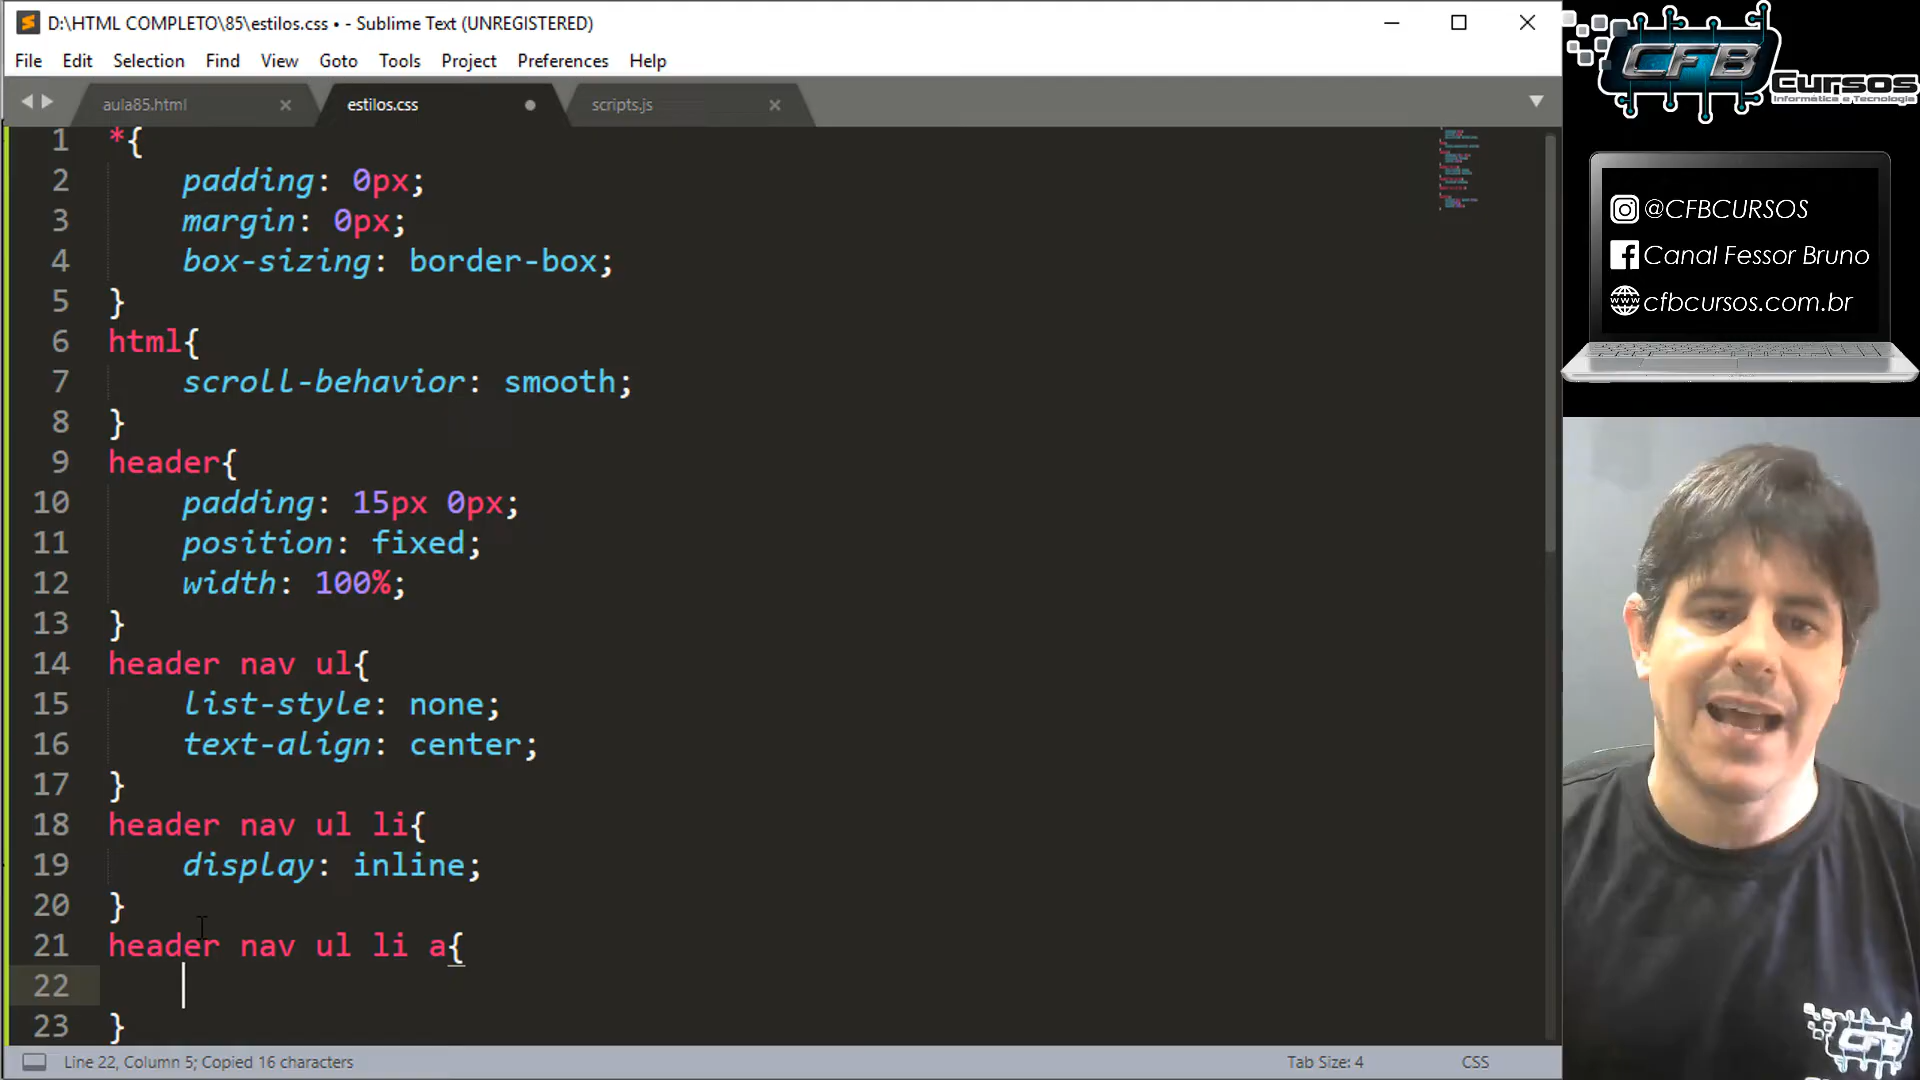 D:\HTML COMPLETO\85\estilos.css • - Sublime Text (UNREGISTERED)
File Edit Selection Find View Goto Tools Project Preferences Help
aula85.html estilos.css scripts.js
1 *{
2 padding: 0px;
3 margin: 0px;
4 box-sizing: border-box;
5 }
6 html{
7 scroll-behavior: smooth;
8 }
9 header{
10 padding: 15px 0px;
11 position: fixed;
12 width: 100%;
13 }
14 header nav ul{
15 list-style: none;
16 text-align: center;
17 }
18 header nav ul li{
19 display: inline;
20 }
21 header nav ul li a{
22
23 }
Line 22, Column 5; Copied 16 characters
Tab Size: 4 CSS
CFB
Cursos
Informática e Tecnologia
@CFBCURSOS
Canal Fessor Bruno
www cfbcursos.com.br
CFB